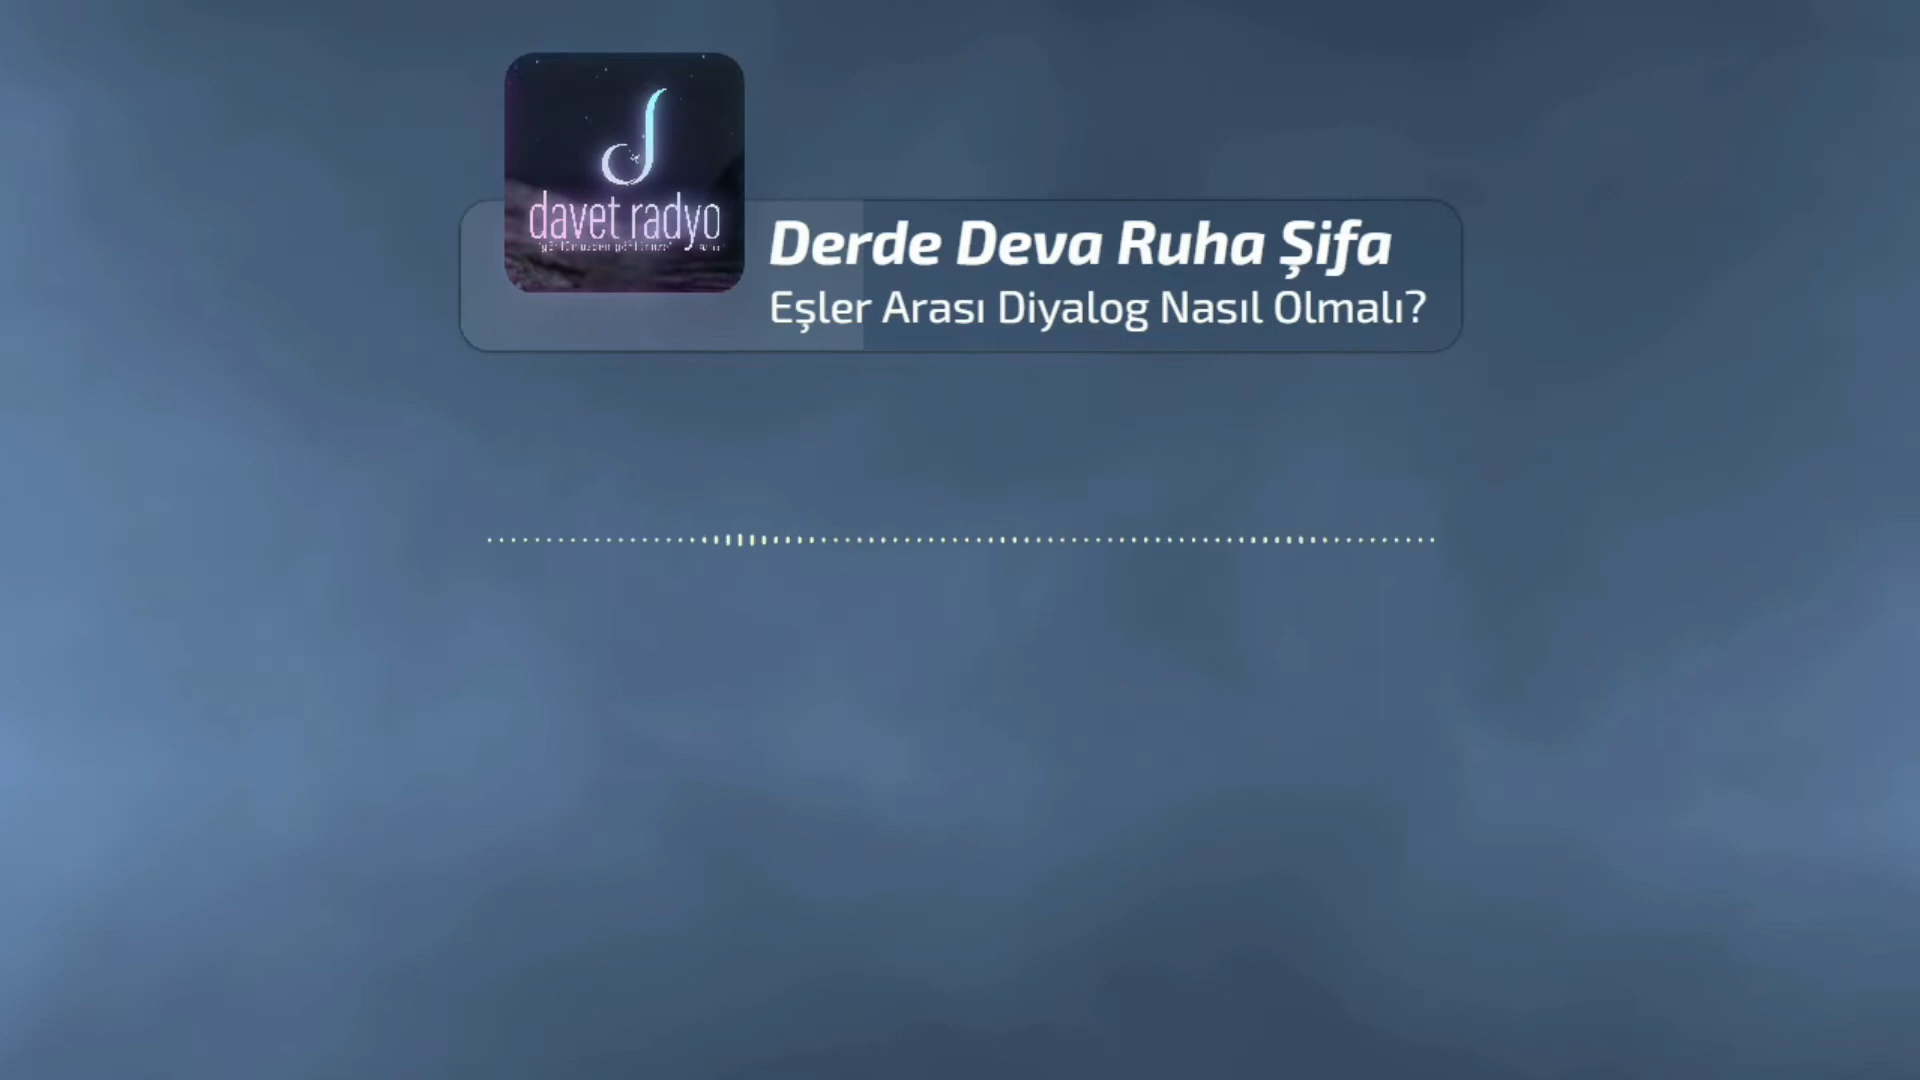 davet radyo
Derde Deva Ruha Şifa
Eşler Arası Diyalog Nasıl Olmalı?